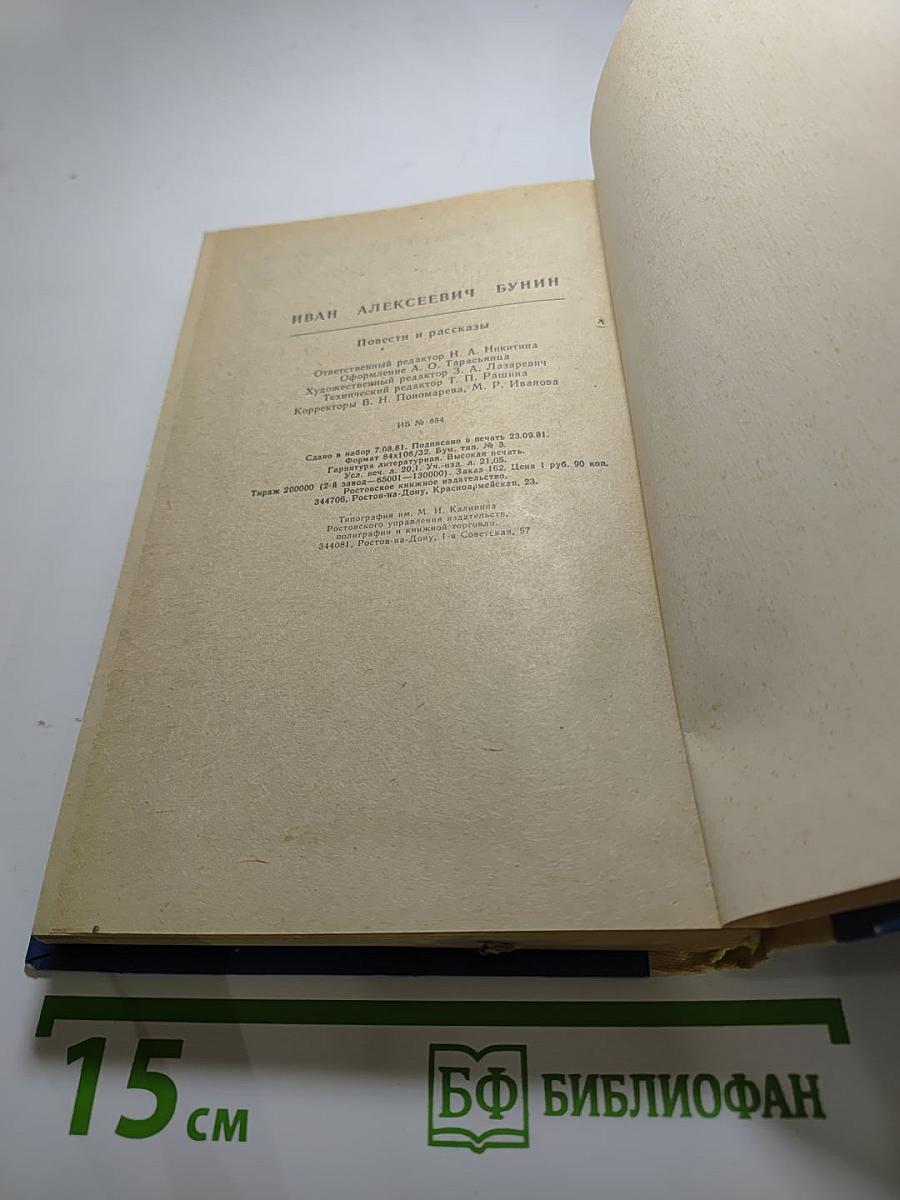 ИВАН АЛЕКСЕЕВИЧ БУНИН
Повести и рассказы
Ответственный редактор Н. А. Никитина
Оформление А. О. Тарасьянца
Художественный редактор З. А. Лазаревич
Технический редактор Т. П. Рашина
Корректоры В. Н. Пономарева, М. Р. Иванова
ИБ № 884
Сдано в набор 7.08.81. Подписано в печать 23.09.81.
Формат 84х108/32. Бум. тип. № 3.
Гарнитура литературная. Высокая печать.
Усл. печ. л. 20,1. Уч.-изд. л. 21,05.
Тираж 200000 (2-й завод—65001—130000). Заказ 162. Цена 1 руб. 90 коп.
Ростовское книжное издательство,
344706, Ростов-на-Дону, Красноармейская, 23.
Типография им. М. И. Калинина
Ростовского управления издательств,
полиграфии и книжной торговли.
344081, Ростов-на-Дону, 1-я Советская, 57
15 см
БФ БИБЛИОФАН